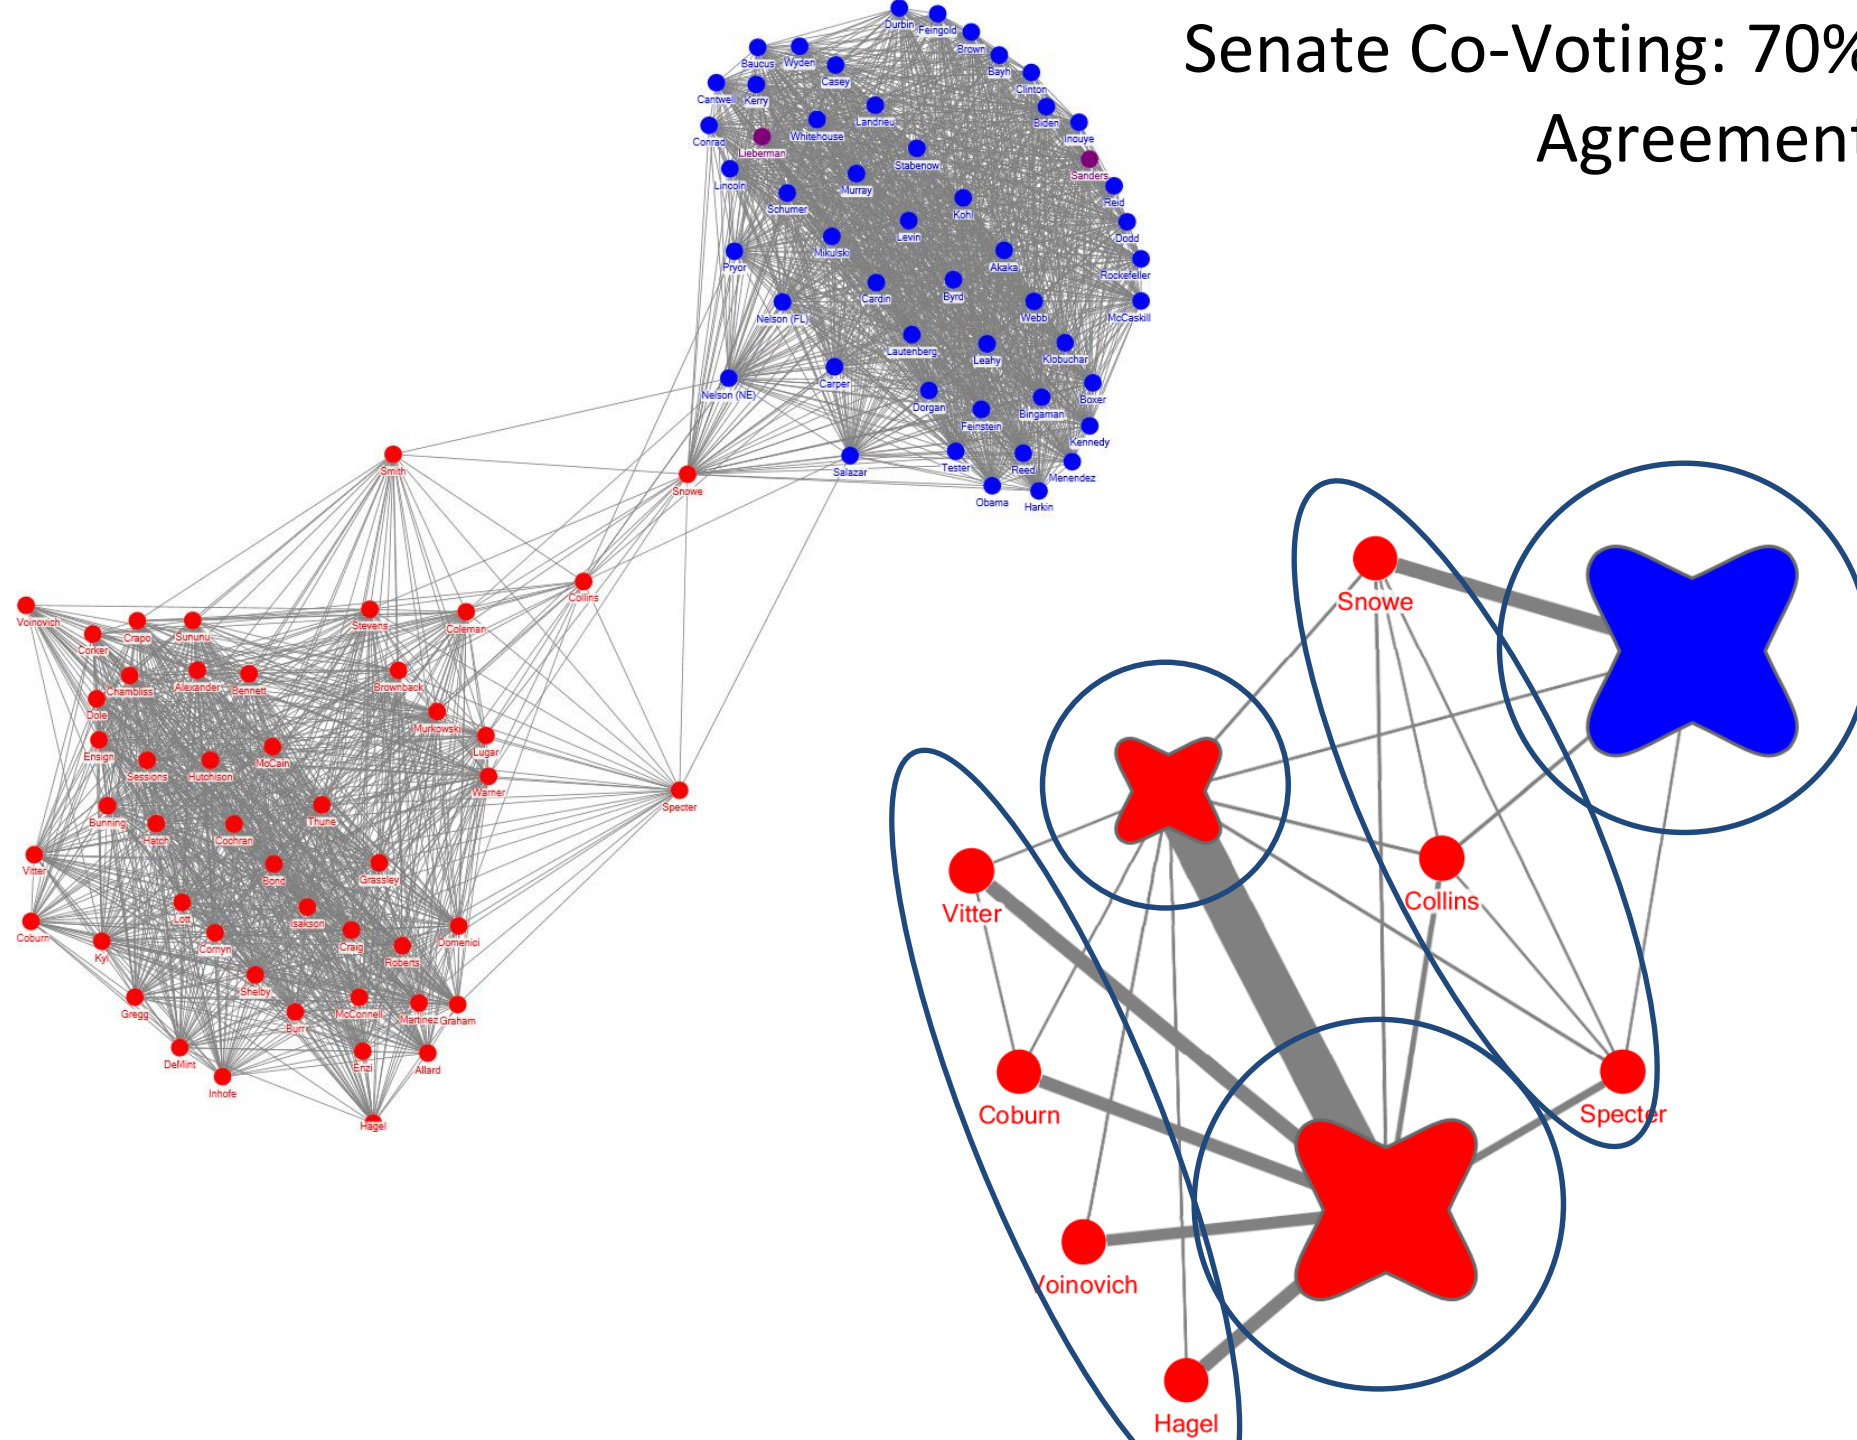 Senate Co-Voting: 70%
Agreement
Durbin
Feingold
Brown
Baucus
Wyden
Bayh
Casey
Clinton
Cantwell
Kerry
Landrieu
Biden
Whitehouse
Inouye
Conrad
Lieberman
Stabenow
Sanders
Lincoln
Murray
Reid
Schumer
Kohl
Levin
Dodd
Mikulski
Pryor
Akaka
Rockefeller
Cardin
Byrd
Nelson (FL)
Webb
McCaskill
Lautenberg
Leahy
Klobuchar
Carper
Nelson (NE)
Dorgan
Bingaman
Boxer
Feinstein
Kennedy
Salazar
Tester
Reed
Menendez
Obama
Harkin
Smith
Snowe
Collins
Voinovich
Crapo
Sununu
Stevens
Coleman
Corker
Chambliss
Alexander
Bennett
Brownback
Dole
Murkowski
Ensign
Lugar
Sessions
Hutchison
McCain
Warner
Specter
Bunning
Hatch
Cochran
Thune
Vitter
Bond
Grassley
Lott
Isakson
Coburn
Cornyn
Craig
Domenici
Kyl
Roberts
Shelby
Gregg
Burr
McConnell
Martinez
Graham
DeMint
Enzi
Allard
Inhofe
Hagel
Snowe
Collins
Vitter
Coburn
Specter
Voinovich
Hagel